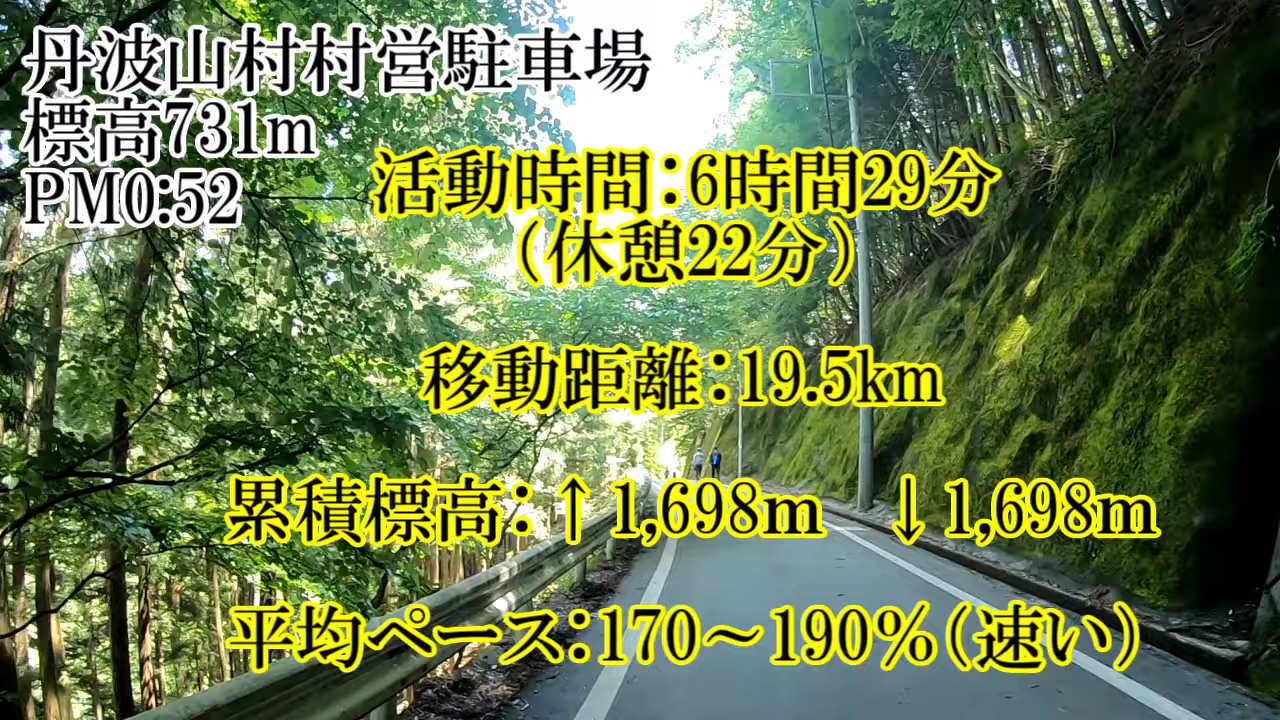 丹波山村村営駐車場
標高731m
PM0:52
活動時間：6時間29分
（休憩22分）
移動距離：19.5km
累積標高：↑1,698m　↓1,698m
平均ペース：170～190％（速い）